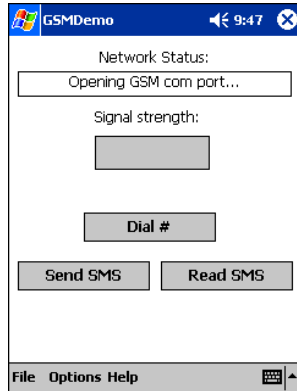 GSMDemo 9:47
Network Status:
Opening GSM com port...
Signal strength:
Dial #
Send SMS Read SMS
File Options Help